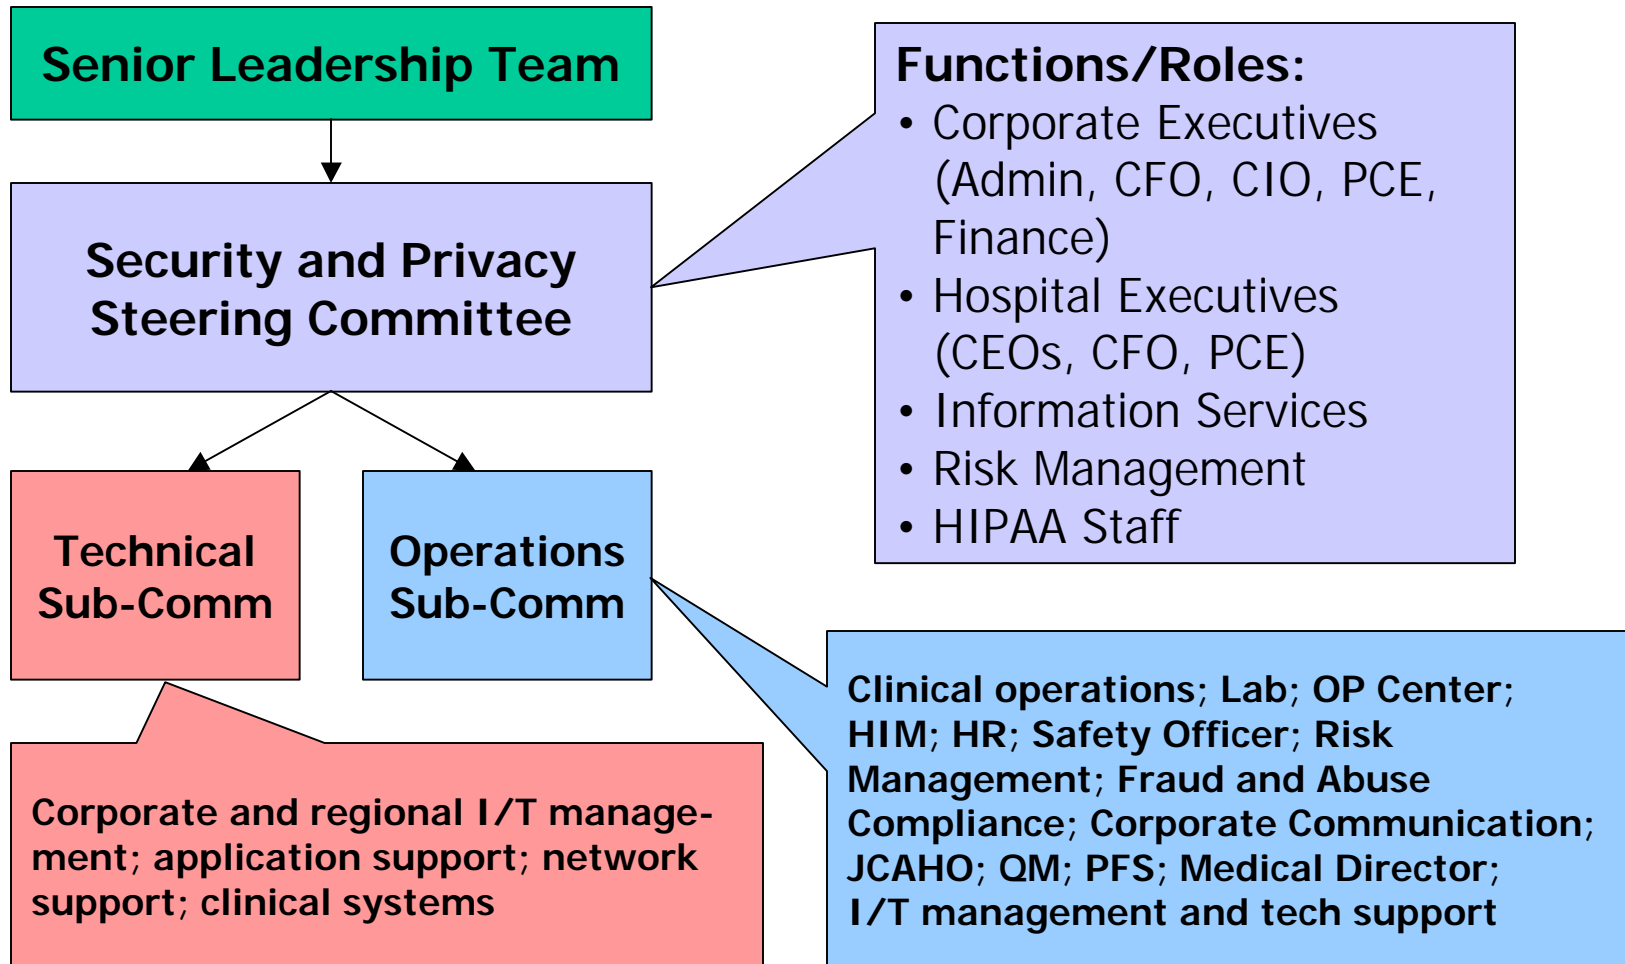 Senior Leadership Team
Security and Privacy
Steering Committee
Technical
Sub-Comm
Operations
Sub-Comm
Functions/Roles:
• Corporate Executives
(Admin, CFO, CIO, PCE,
Finance)
• Hospital Executives
(CEOs, CFO, PCE)
• Information Services
• Risk Management
• HIPAA Staff
Corporate and regional I/T manage-
ment; application support; network
support; clinical systems
Clinical operations; Lab; OP Center;
HIM; HR; Safety Officer; Risk
Management; Fraud and Abuse
Compliance; Corporate Communication;
JCAHO; QM; PFS; Medical Director;
I/T management and tech support